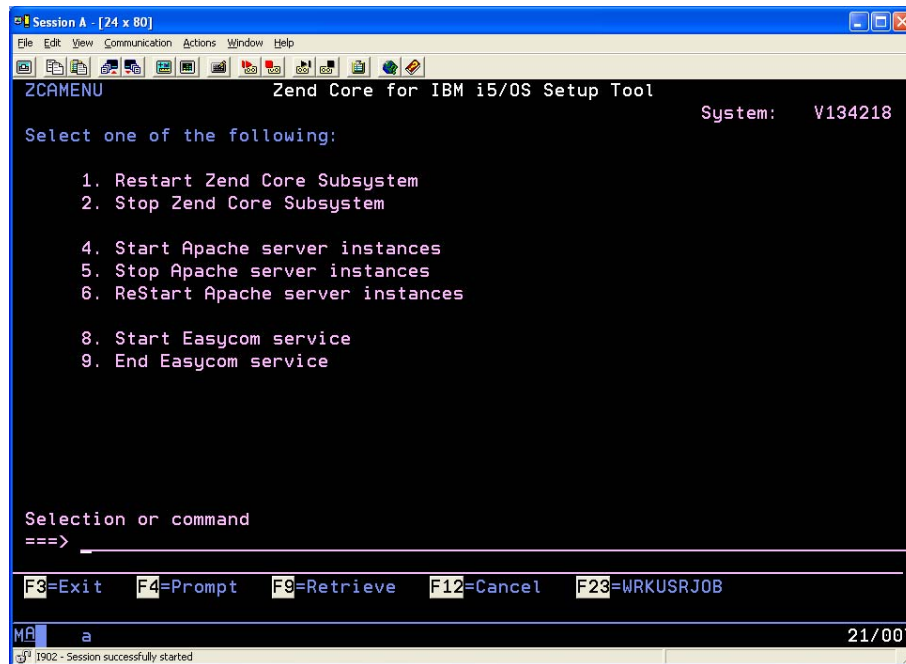 Session A - [24 x 80]
File Edit View Communication Actions Window Help
ZCAMENU Zend Core for IBM i5/OS Setup Tool
System: V134218
Select one of the following:
1. Restart Zend Core Subsystem
2. Stop Zend Core Subsystem
4. Start Apache server instances
5. Stop Apache server instances
6. ReStart Apache server instances
8. Start Easycom service
9. End Easycom service
Selection or command
===>
F3=Exit F4=Prompt F9=Retrieve F12=Cancel F23=WRKUSRJOB
MA a 21/00
I902 - Session successfully started